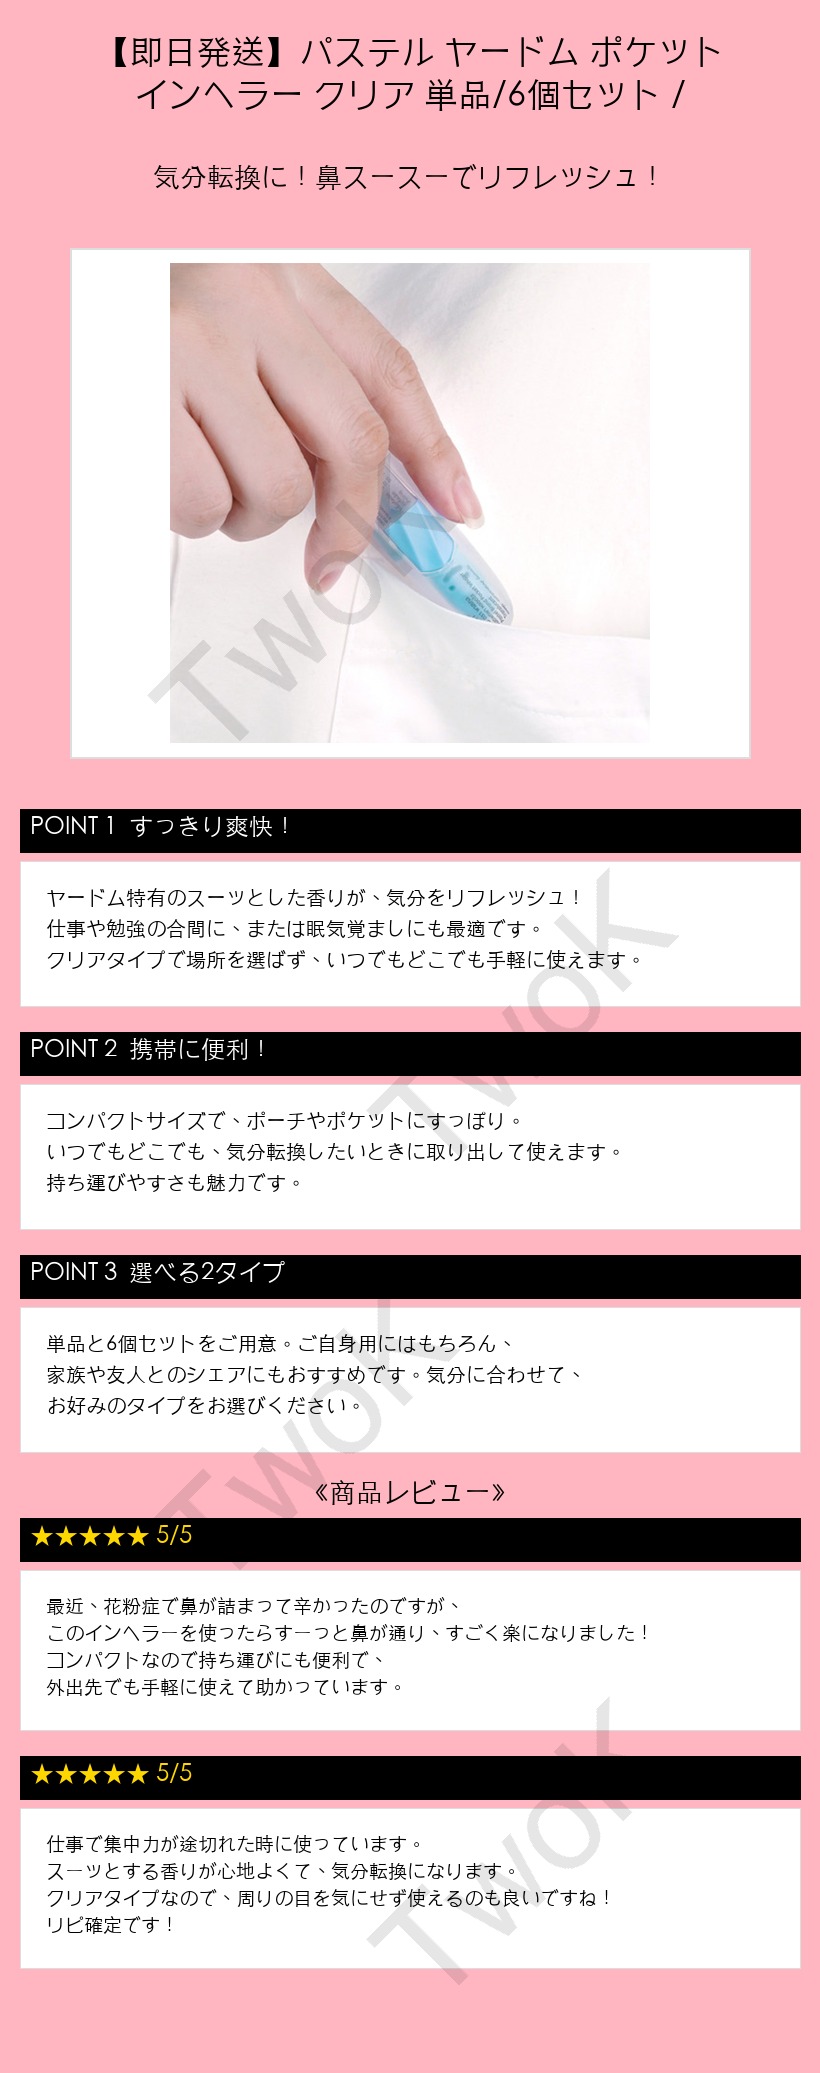 【即日発送】パステル ヤードム ポケット
インヘラー クリア 単品/6個セット /
気分転換に！鼻スースーでリフレッシュ！
TwoK
POINT 1 すっきり爽快！
ヤードム特有のスーッとした香りが、気分をリフレッシュ！
仕事や勉強の合間に、または眠気覚ましにも最適です。
クリアタイプで場所を選ばず、いつでもどこでも手軽に使えます。
TwoK
POINT 2 携帯に便利！
コンパクトサイズで、ポーチやポケットにすっぽり。
いつでもどこでも、気分転換したいときに取り出して使えます。
持ち運びやすさも魅力です。
POINT 3 選べる2タイプ
単品と6個セットをご用意。ご自身用にはもちろん、
家族や友人とのシェアにもおすすめです。気分に合わせて、
お好みのタイプをお選びください。
TwoK
《商品レビュー》
★★★★★ 5/5
最近、花粉症で鼻が詰まって辛かったのですが、
このインヘラーを使ったらすーっと鼻が通り、すごく楽になりました！
コンパクトなので持ち運びにも便利で、
外出先でも手軽に使えて助かっています。
★★★★★ 5/5
仕事で集中力が途切れた時に使っています。
スーッとする香りが心地よくて、気分転換になります。
クリアタイプなので、周りの目を気にせず使えるのも良いですね！
リピ確定です！
TwoK